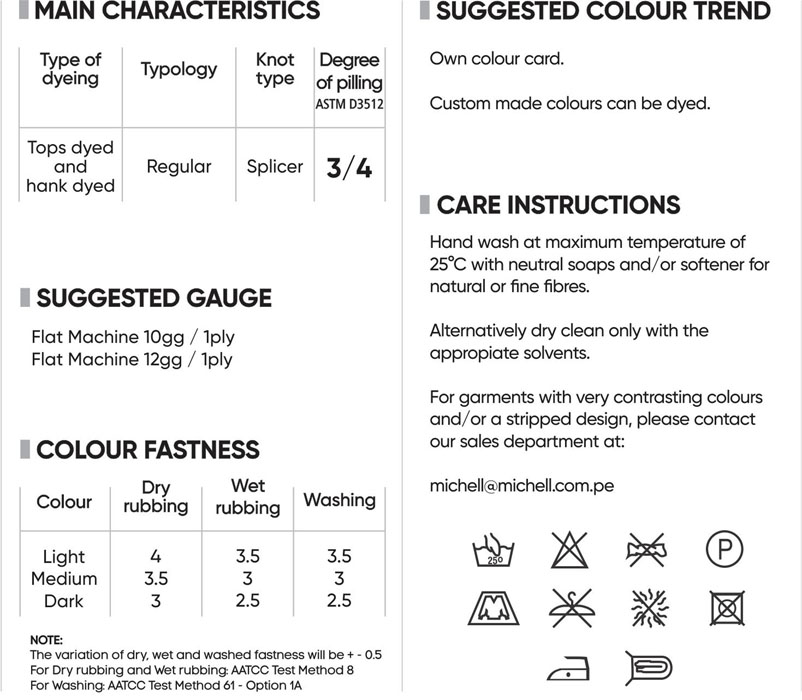 MAIN CHARACTERISTICS
Type of
dyeing
Typology
Knot
type
Degree
of pilling
ASTM D3512
Tops dyed
and
hank dyed
Regular
Splicer
3/4
SUGGESTED GAUGE
Flat Machine 10gg / 1ply
Flat Machine 12gg / 1ply
COLOUR FASTNESS
Colour
Dry
rubbing
Wet
rubbing
Washing
Light 4 3.5 3.5
Medium 3.5 3 3
Dark 3 2.5 2.5
NOTE:
The variation of dry, wet and washed fastness will be + - 0.5
For Dry rubbing and Wet rubbing: AATCC Test Method 8
For Washing: AATCC Test Method 61 - Option 1A
SUGGESTED COLOUR TREND
Own colour card.
Custom made colours can be dyed.
CARE INSTRUCTIONS
Hand wash at maximum temperature of
25°C with neutral soaps and/or softener for
natural or fine fibres.
Alternatively dry clean only with the
appropiate solvents.
For garments with very contrasting colours
and/or a stripped design, please contact
our sales department at:
michell@michell.com.pe
25°
P